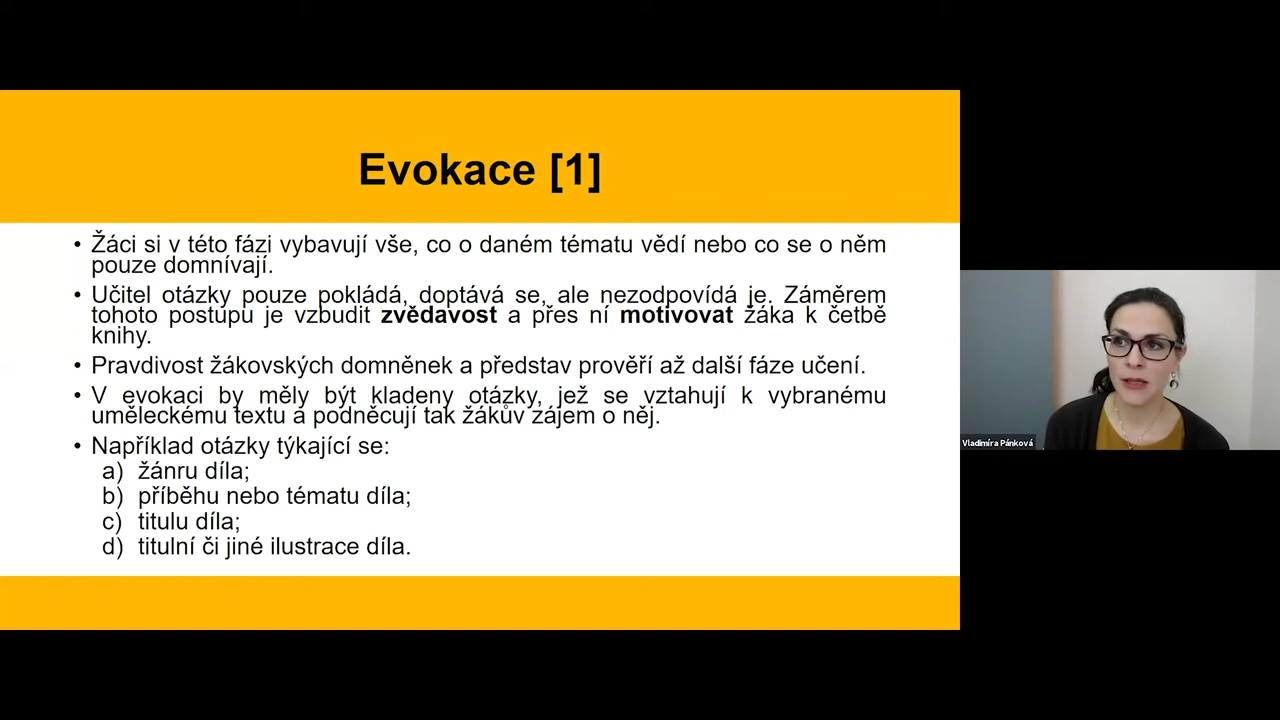 Evokace [1]
• Žáci si v této fázi vybavují vše, co o daném tématu vědí nebo co se o něm
pouze domnívají.
• Učitel otázky pouze pokládá, doptává se, ale nezodpovídá je. Záměrem
tohoto postupu je vzbudit zvědavost a přes ní motivovat žáka k četbě
knihy.
• Pravdivost žákovských domněnek a představ prověří až další fáze učení.
• V evokaci by měly být kladeny otázky, jež se vztahují k vybranému
uměleckému textu a podněcují tak žákův zájem o něj.
• Například otázky týkající se:
a) žánru díla;
b) příběhu nebo tématu díla;
c) titulu díla;
d) titulní či jiné ilustrace díla.
Vladimíra Pánková